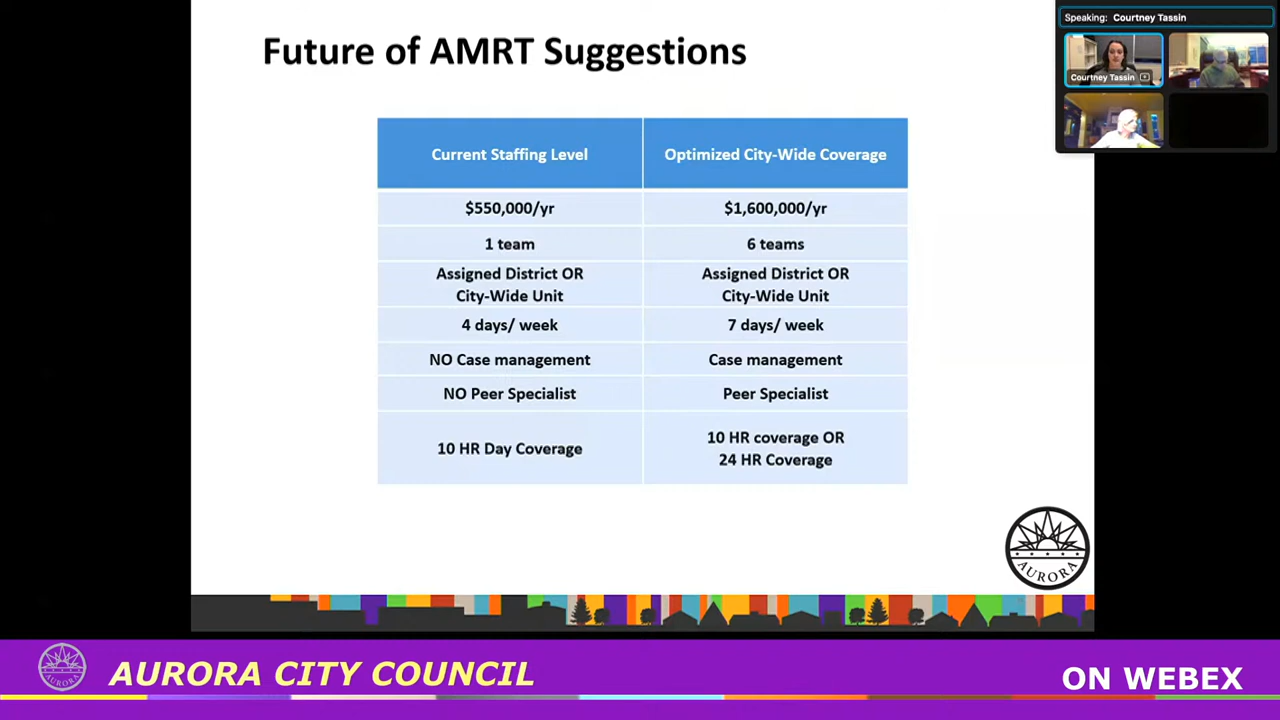 Future of AMRT Suggestions
Speaking: Courtney Tassin
Courtney Tassin
Current Staffing Level
Optimized City-Wide Coverage
$550,000/yr
$1,600,000/yr
1 team
6 teams
Assigned District OR
City-Wide Unit
Assigned District OR
City-Wide Unit
4 days/ week
7 days/ week
NO Case management
Case management
NO Peer Specialist
Peer Specialist
10 HR Day Coverage
10 HR coverage OR
24 HR Coverage
AURORA
AURORA CITY COUNCIL
ON WEBEX